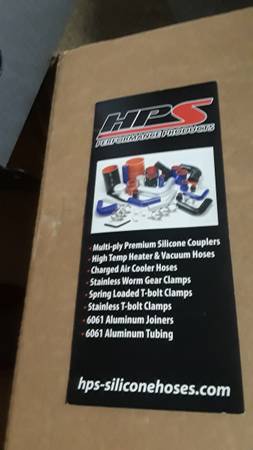 HPS
PERFORMANCE PRODUCTS
- Multi-ply Premium Silicone Couplers
- High Temp Heater & Vacuum Hoses
- Charged Air Cooler Hoses
- Stainless Worm Gear Clamps
- Spring Loaded T-bolt Clamps
- Stainless T-bolt Clamps
- 6061 Aluminum Joiners
- 6061 Aluminum Tubing
hps-siliconehoses.com